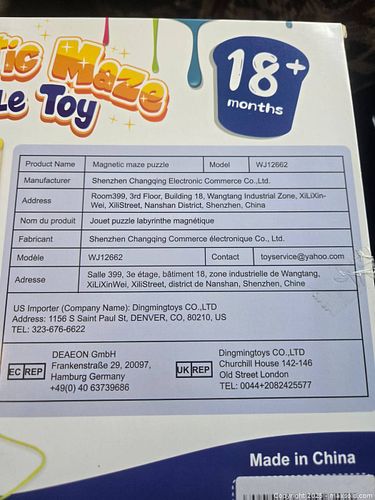 tic Maze
Le Toy
18+
months
Product Name Magnetic maze puzzle Model WJ12662
Manufacturer Shenzhen Changqing Electronic Commerce Co.,Ltd.
Address Room399, 3rd Floor, Building 18, Wangtang Industrial Zone, XiLiXin-
Wei, XiliStreet, Nanshan District, Shenzhen, China
Nom du produit Jouet puzzle labyrinthe magnétique
Fabricant Shenzhen Changqing Commerce électronique Co., Ltd.
Modèle WJ12662 Contact toyservice@yahoo.com
Adresse Salle 399, 3e étage, bâtiment 18, zone industrielle de Wangtang,
XiLiXinWei, XiliStreet, district de Nanshan, Shenzhen, China
US Importer (Company Name): Dingmingtoys CO.,LTD
Address: 1156 S Saint Paul St, DENVER, CO, 80210, US
TEL: 323-676-6622
EC REP
DEAEON GmbH
Frankenstraße 29, 20097,
Hamburg Germany
+49(0) 40 63739686
UK REP
Dingmingtoys CO.,LTD
Churchill House 142-146
Old Street London
TEL: 0044+2082425577
Made in China